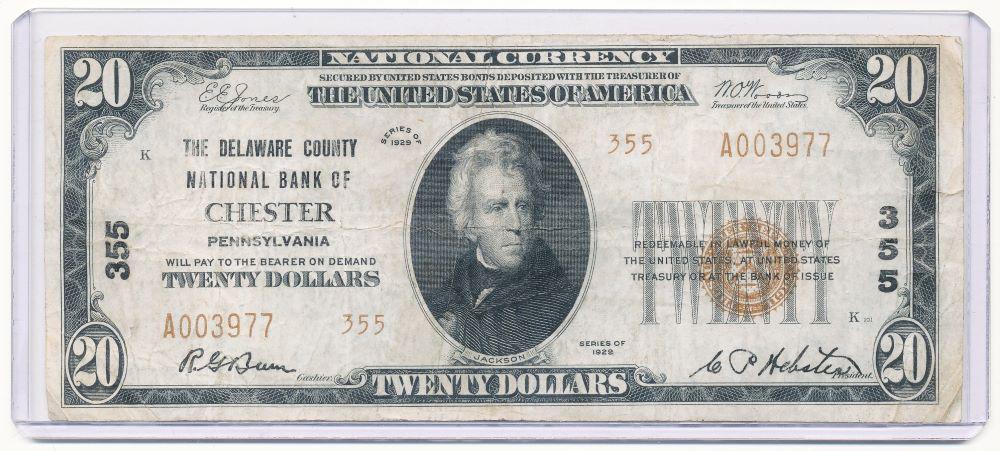 NATIONAL CURRENCY
SECURED BY UNITED STATES BONDS DEPOSITED WITH THE TREASURER OF
THE UNITED STATES OF AMERICA
20
20
E E Jones
Register of the Treasury.
W.O. Woods
Treasurer of the United States.
SERIES OF
1929
355 A003977
K
THE DELAWARE COUNTY
NATIONAL BANK OF
CHESTER
PENNSYLVANIA
WILL PAY TO THE BEARER ON DEMAND
TWENTY DOLLARS
355
355
TWENTY
REDEEMABLE IN LAWFUL MONEY OF
THE UNITED STATES, AT UNITED STATES
TREASURY OR AT THE BANK OF ISSUE
A003977 355
K 101
SERIES OF
1929
JACKSON
Cashier.
C P Webster
President.
20
20
TWENTY DOLLARS